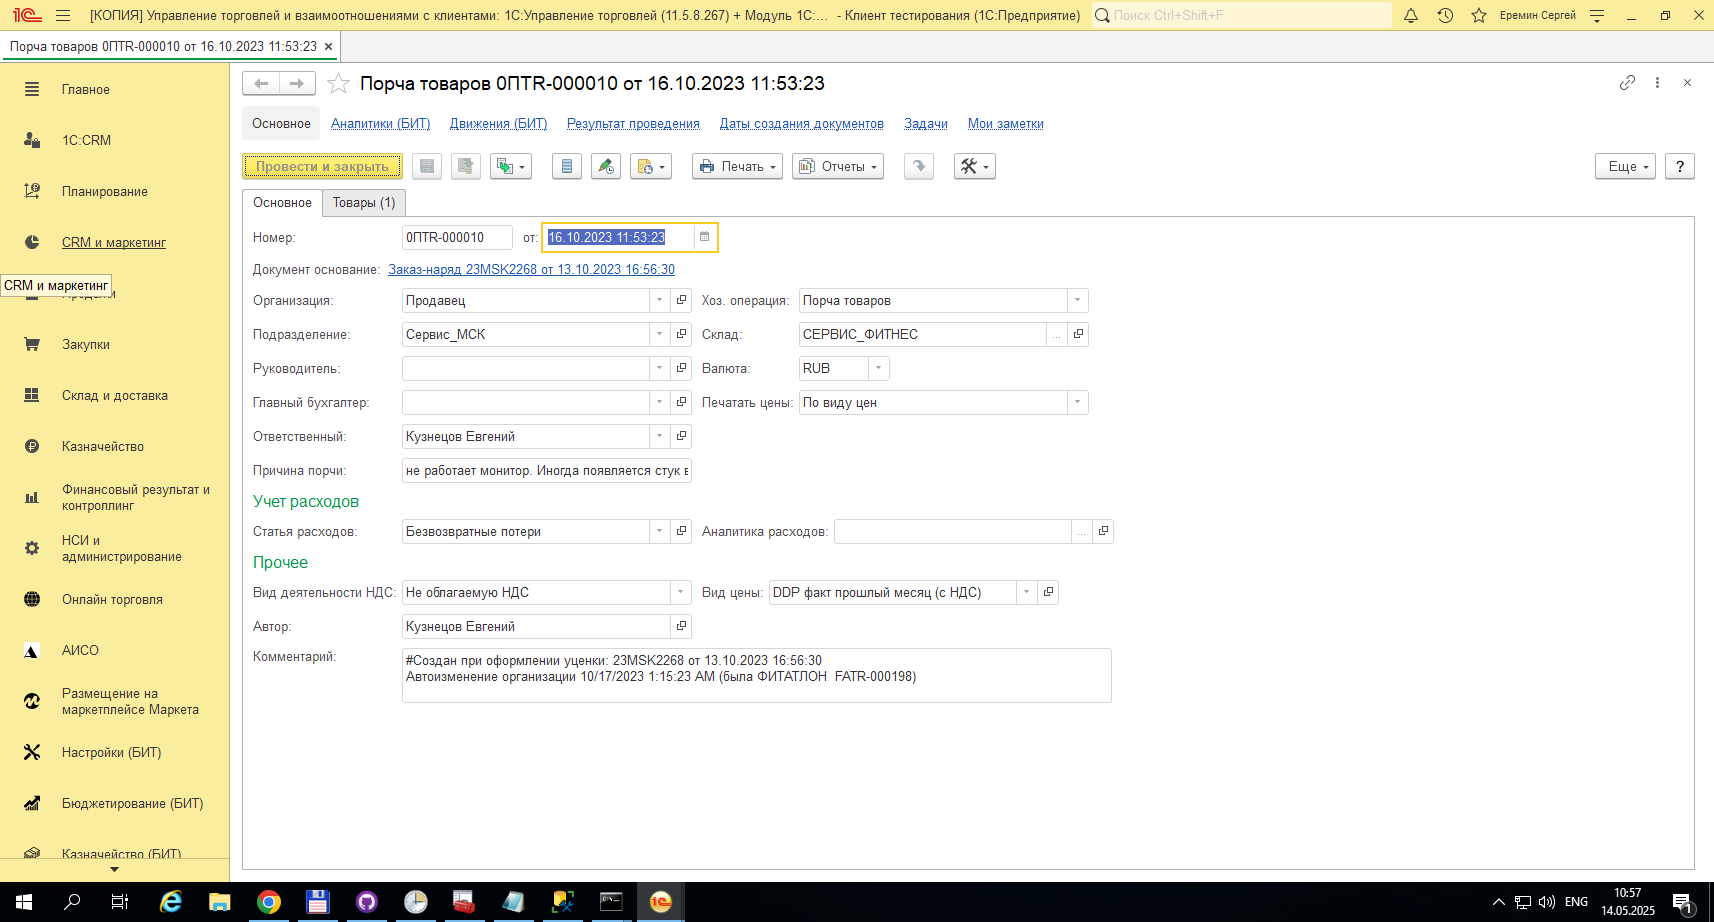 [КОПИЯ] Управление торговлей и взаимоотношениями с клиентами: 1С:Управление торговлей (11.5.8.267) + Модуль 1С:... - Клиент тестирования (1С:Предприятие)
Поиск Ctrl+Shift+F
Еремин Сергей
Порча товаров 0ПТR-000010 от 16.10.2023 11:53:23
Главное
1С:CRM
Планирование
CRM и маркетинг
CRM и маркетинг
Продажи
Закупки
Склад и доставка
Казначейство
Финансовый результат и
контроллинг
НСИ и
администрирование
Онлайн торговля
АИСО
Размещение на
маркетплейсе Маркета
Настройки (БИТ)
Бюджетирование (БИТ)
Казначейство (БИТ)
Порча товаров 0ПТR-000010 от 16.10.2023 11:53:23
Основное Аналитики (БИТ) Движения (БИТ) Результат проведения Даты создания документов Задачи Мои заметки
Провести и закрыть Печать Отчеты Еще ?
Основное Товары (1)
Номер: 0ПТR-000010 от: 16.10.2023 11:53:23
Документ основание: Заказ-наряд 23MSK2268 от 13.10.2023 16:56:30
Организация: Продавец Хоз. операция: Порча товаров
Подразделение: Сервис_МСК Склад: СЕРВИС_ФИТНЕС ...
Руководитель: Валюта: RUB
Главный бухгалтер: Печатать цены: По виду цен
Ответственный: Кузнецов Евгений
Причина порчи: не работает монитор. Иногда появляется стук в
Учет расходов
Статья расходов: Безвозвратные потери Аналитика расходов: ...
Прочее
Вид деятельности НДС: Не облагаемую НДС Вид цены: DDP факт прошлый месяц (с НДС)
Автор: Кузнецов Евгений
Комментарий: #Создан при оформлении уценки: 23MSK2268 от 13.10.2023 16:56:30
Автоизменение организации 10/17/2023 1:15:23 AM (была ФИТАТЛОН FATR-000198)
ENG
10:57
14.05.2025
1